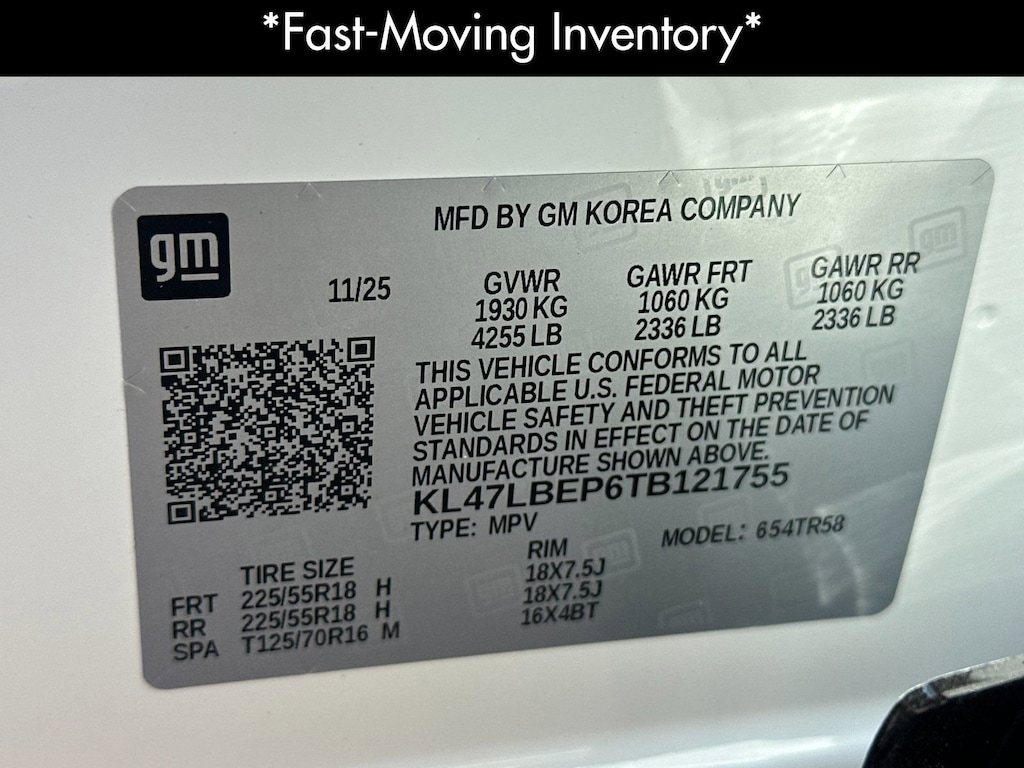 *Fast-Moving Inventory*
gm
MFD BY GM KOREA COMPANY
11/25
GVWR
1930 KG
4255 LB
GAWR FRT
1060 KG
2336 LB
GAWR RR
1060 KG
2336 LB
THIS VEHICLE CONFORMS TO ALL
APPLICABLE U.S. FEDERAL MOTOR
VEHICLE SAFETY AND THEFT PREVENTION
STANDARDS IN EFFECT ON THE DATE OF
MANUFACTURE SHOWN ABOVE.
KL47LBEP6TB121755
TYPE: MPV
MODEL: 654TR58
TIRE SIZE
RIM
FRT 225/55R18 H 18X7.5J
RR 225/55R18 H 18X7.5J
SPA T125/70R16 M 16X4BT